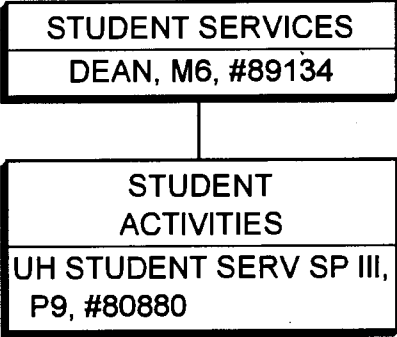 STUDENT SERVICES
DEAN, M6, #89134
STUDENT
ACTIVITIES
UH STUDENT SERV SP III,
P9, #80880